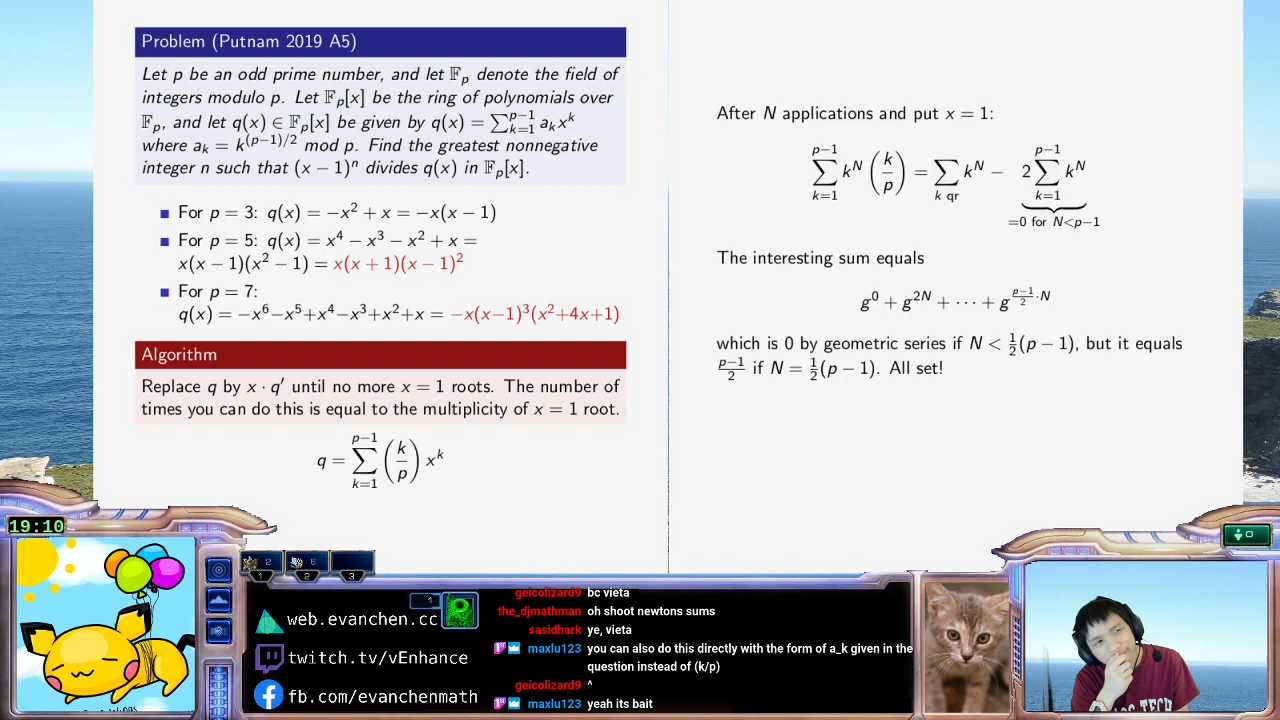 Problem (Putnam 2019 A5)
Let p be an odd prime number, and let 𝔽_p denote the field of
integers modulo p. Let 𝔽_p[x] be the ring of polynomials over
𝔽_p, and let q(x) ∈ 𝔽_p[x] be given by q(x) = ∑_{k=1}^{p−1} a_k x^k
where a_k = k^{(p−1)/2} mod p. Find the greatest nonnegative
integer n such that (x − 1)^n divides q(x) in 𝔽_p[x].
For p = 3: q(x) = −x² + x = −x(x − 1)
For p = 5: q(x) = x⁴ − x³ − x² + x =
x(x − 1)(x² − 1) = x(x + 1)(x − 1)²
For p = 7:
q(x) = −x⁶−x⁵+x⁴−x³+x²+x = −x(x−1)³(x²+4x+1)
Algorithm
Replace q by x · q′ until no more x = 1 roots. The number of
times you can do this is equal to the multiplicity of x = 1 root.
q = ∑_{k=1}^{p−1} (k/p) x^k
After N applications and put x = 1:
∑_{k=1}^{p−1} k^N (k/p) = ∑_{k qr} k^N − 2 ∑_{k=1}^{p−1} k^N
=0 for N<p−1
The interesting sum equals
g^0 + g^{2N} + ⋯ + g^{\frac{p−1}{2}·N}
which is 0 by geometric series if N < ½(p − 1), but it equals
\frac{p−1}{2} if N = ½(p − 1). All set!
19:10
2
6
1
2
3
1
web.evanchen.cc
twitch.tv/vEnhance
fb.com/evanchenmath
geicolizard9 bc vieta
the_djmathman oh shoot newtons sums
sasidhark ye, vieta
maxlu123 you can also do this directly with the form of a_k given in the
question instead of (k/p)
geicolizard9 ^
maxlu123 yeah its bait